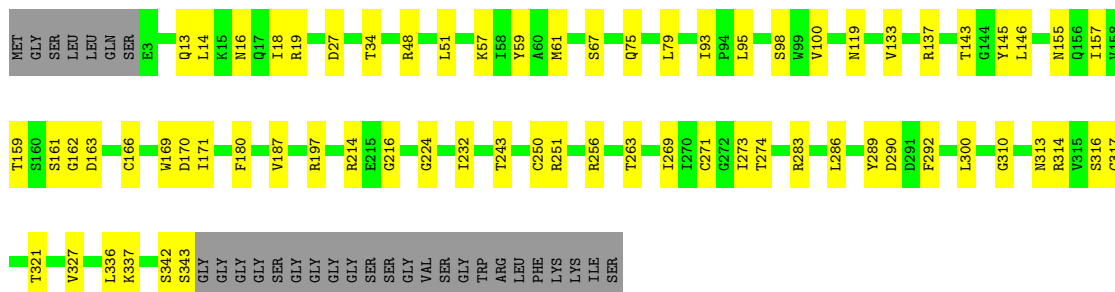 MET GLY SER LEU LEU GLN SER E3 Q13 L14 K15 N16 Q17 I18 R19 D27 T34 R48 L51 K57 I58 Y59 A60 M61 S67 Q75 L79 I93 P94 L95 S98 W99 V100 N119 V133 R137 T143 G144 Y145 L146 N155 Q156 I157 V158
T159 S160 S161 G162 D163 C166 W169 D170 I171 F180 V187 R197 R214 E215 G216 G224 I232 T243 C250 R251 R256 T263 I269 I270 C271 G272 I273 T274 R283 L286 Y289 D290 D291 F292 L300 G310 N313 R314 V315 S316 G317
T321 V327 L336 K337 S342 S343 GLY GLY GLY GLY SER GLY GLY GLY GLY SER SER GLY VAL SER GLY TRP ARG LEU PHE LYS LYS ILE SER